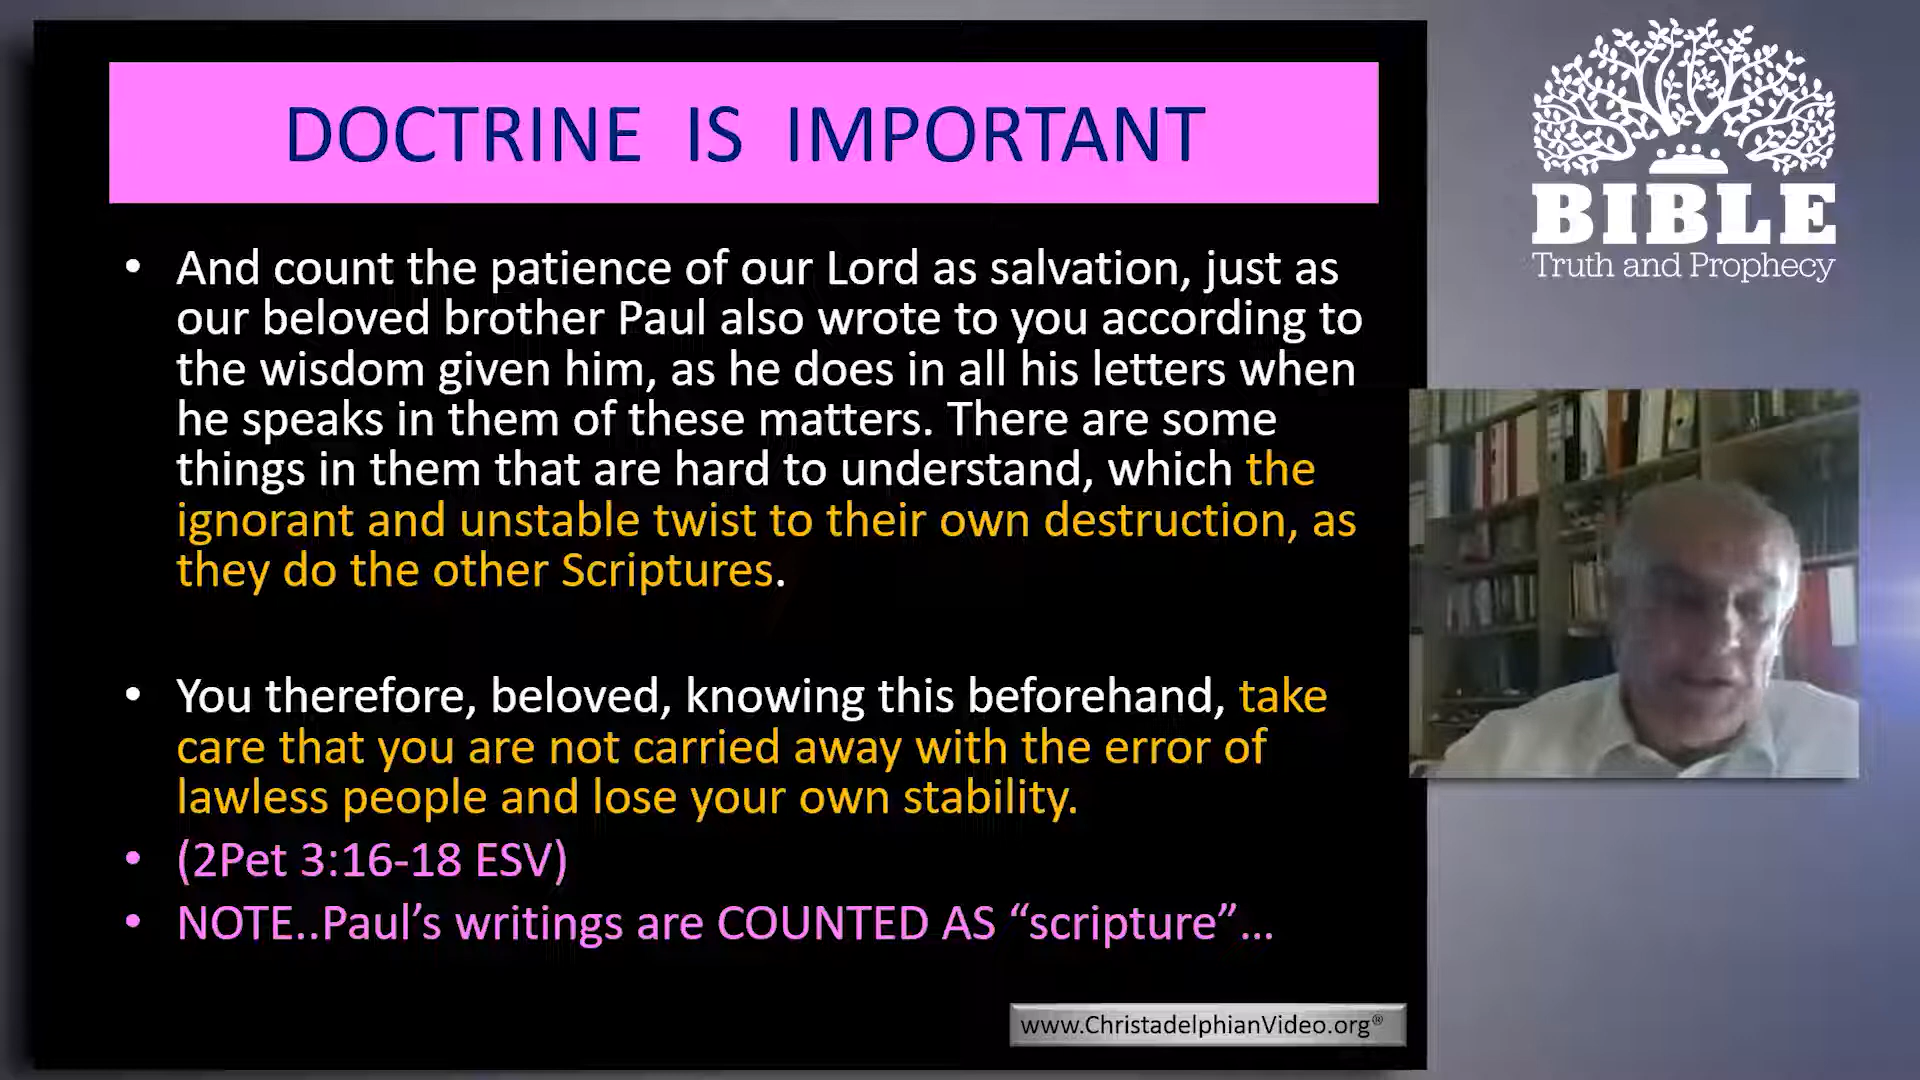 DOCTRINE IS IMPORTANT
• And count the patience of our Lord as salvation, just as
our beloved brother Paul also wrote to you according to
the wisdom given him, as he does in all his letters when
he speaks in them of these matters. There are some
things in them that are hard to understand, which the
ignorant and unstable twist to their own destruction, as
they do the other Scriptures.
• You therefore, beloved, knowing this beforehand, take
care that you are not carried away with the error of
lawless people and lose your own stability.
• (2Pet 3:16-18 ESV)
• NOTE..Paul’s writings are COUNTED AS “scripture”...
www.ChristadelphianVideo.org®
BIBLE
Truth and Prophecy